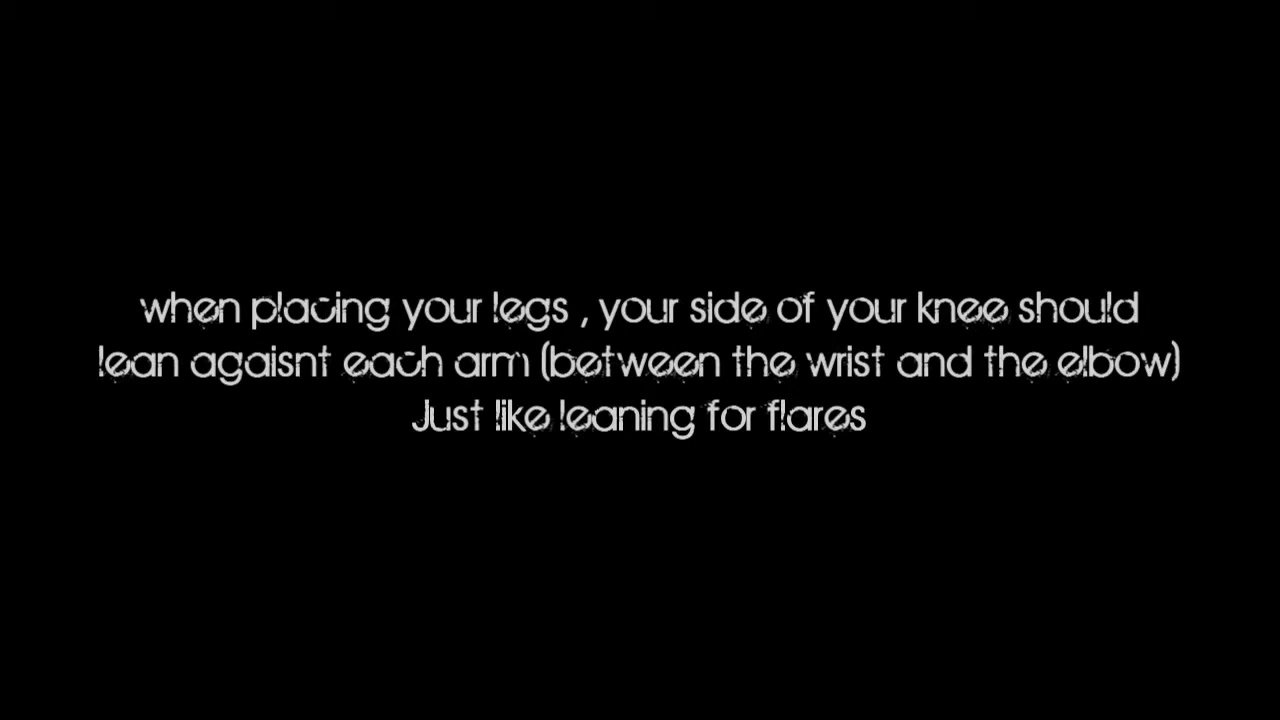 when placing your legs , your side of your knee should
lean agaisnt each arm (between the wrist and the elbow)
Just like leaning for flares